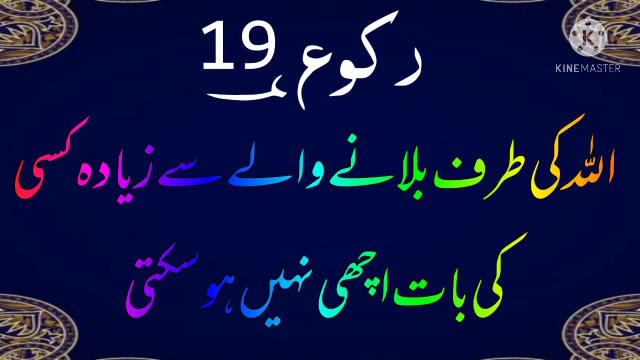 رکوع 19
KINEMASTER
اللہ کی طرف بلانے والے سے زیادہ کسی
کی بات اچھی نہیں ہو سکتی